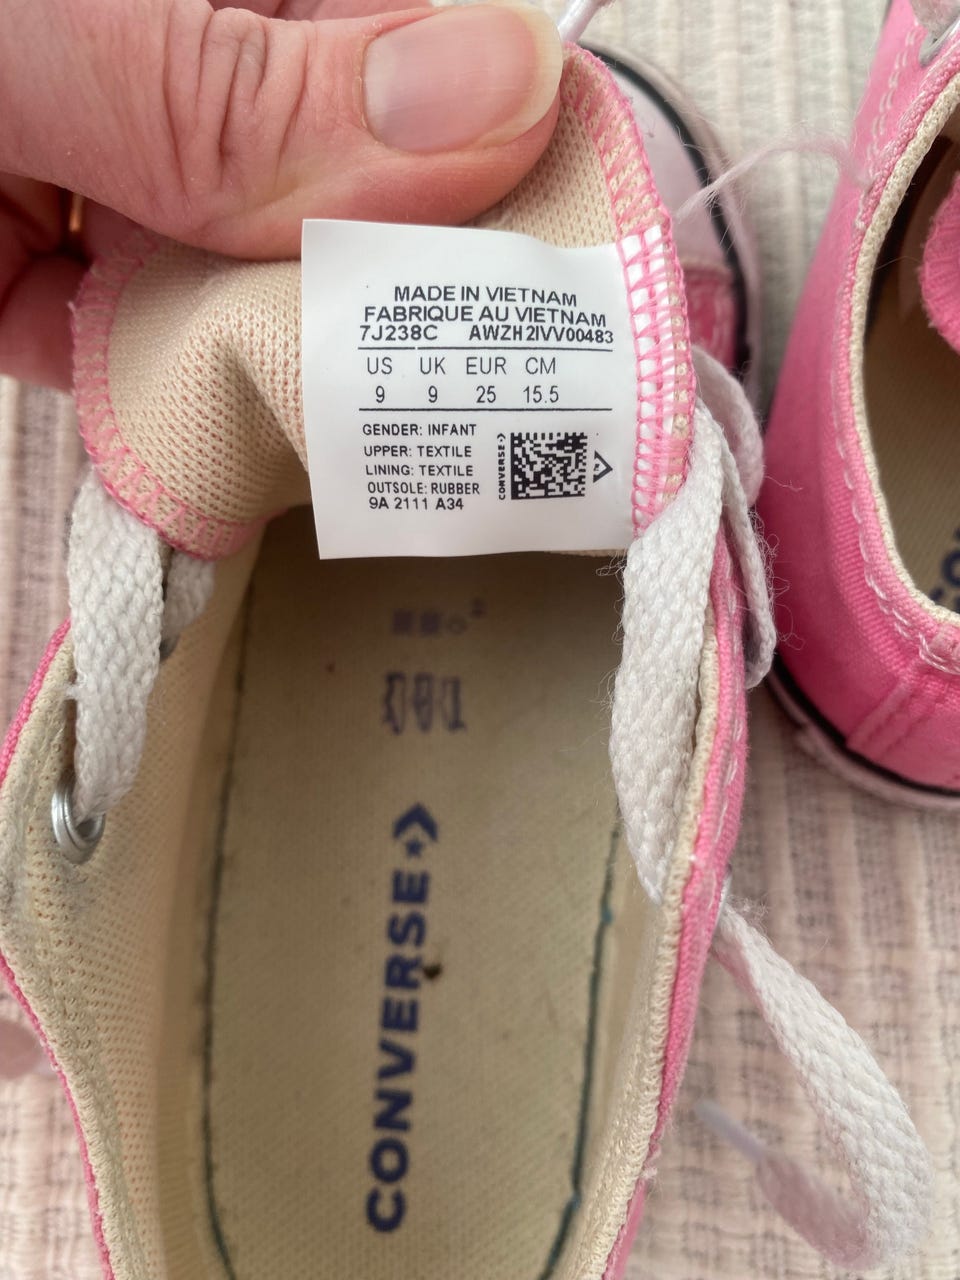 MADE IN VIETNAM
FABRIQUE AU VIETNAM
7J238C AWZH2IVV00483
US UK EUR CM
9 9 25 15.5
GENDER: INFANT
UPPER: TEXTILE
LINING: TEXTILE
OUTSOLE: RUBBER
9A 2111 A34
CONVERSE
CONVERSE